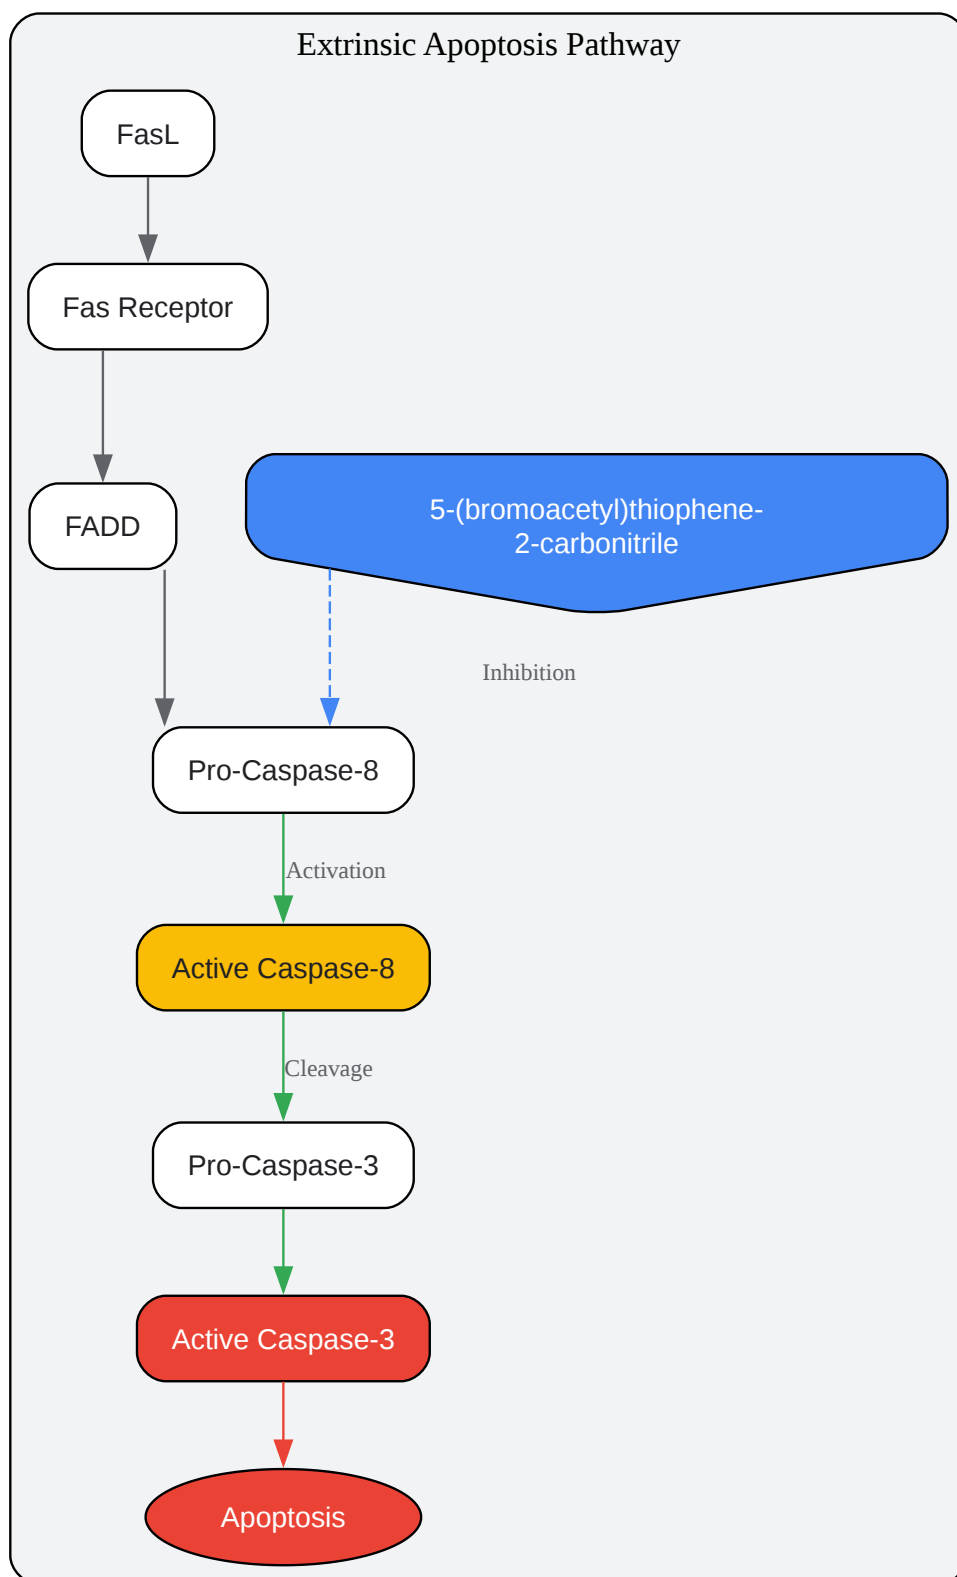 Extrinsic Apoptosis Pathway
FasL
Fas Receptor
FADD
5-(bromoacetyl)thiophene-
2-carbonitrile
Inhibition
Pro-Caspase-8
Activation
Active Caspase-8
Cleavage
Pro-Caspase-3
Active Caspase-3
Apoptosis